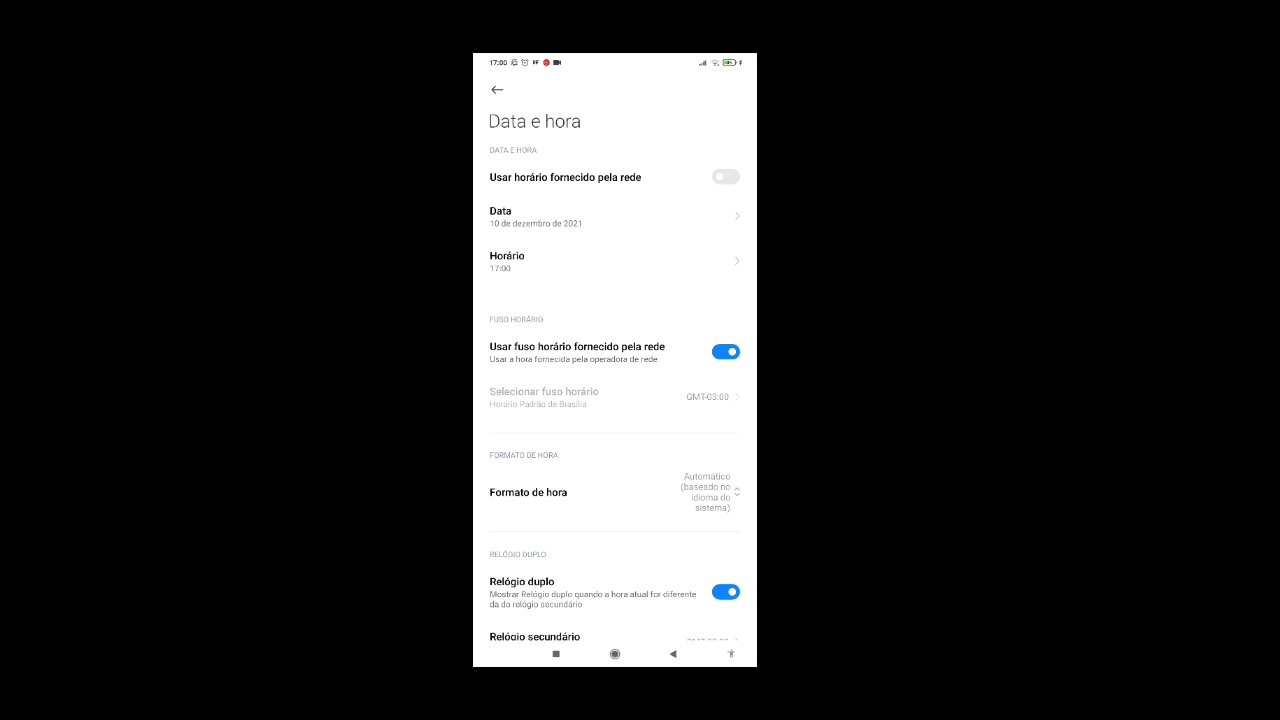 17:00 FF
Data e hora
DATA E HORA
Usar horário fornecido pela rede
Data
10 de dezembro de 2021
Horário
17:00
FUSO HORÁRIO
Usar fuso horário fornecido pela rede
Usar a hora fornecida pela operadora de rede
Selecionar fuso horário
GMT-03:00
Horário Padrão de Brasília
FORMATO DE HORA
Formato de hora
Automático
(baseado no
idioma do
sistema)
RELÓGIO DUPLO
Relógio duplo
Mostrar Relógio duplo quando a hora atual for diferente
da do relógio secundário
Relógio secundário